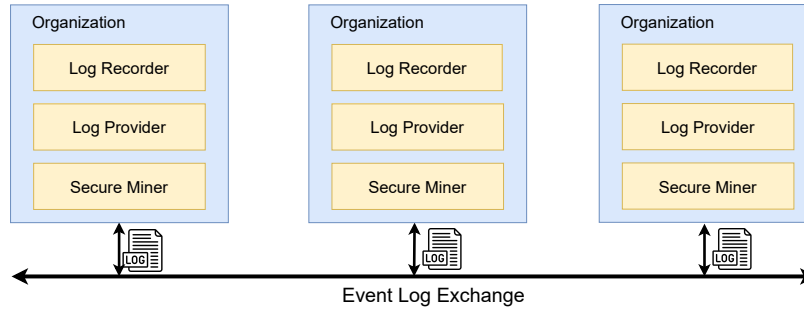 Organization
Log Recorder
Log Provider
Secure Miner
LOG
Organization
Log Recorder
Log Provider
Secure Miner
LOG
Organization
Log Recorder
Log Provider
Secure Miner
LOG
Event Log Exchange